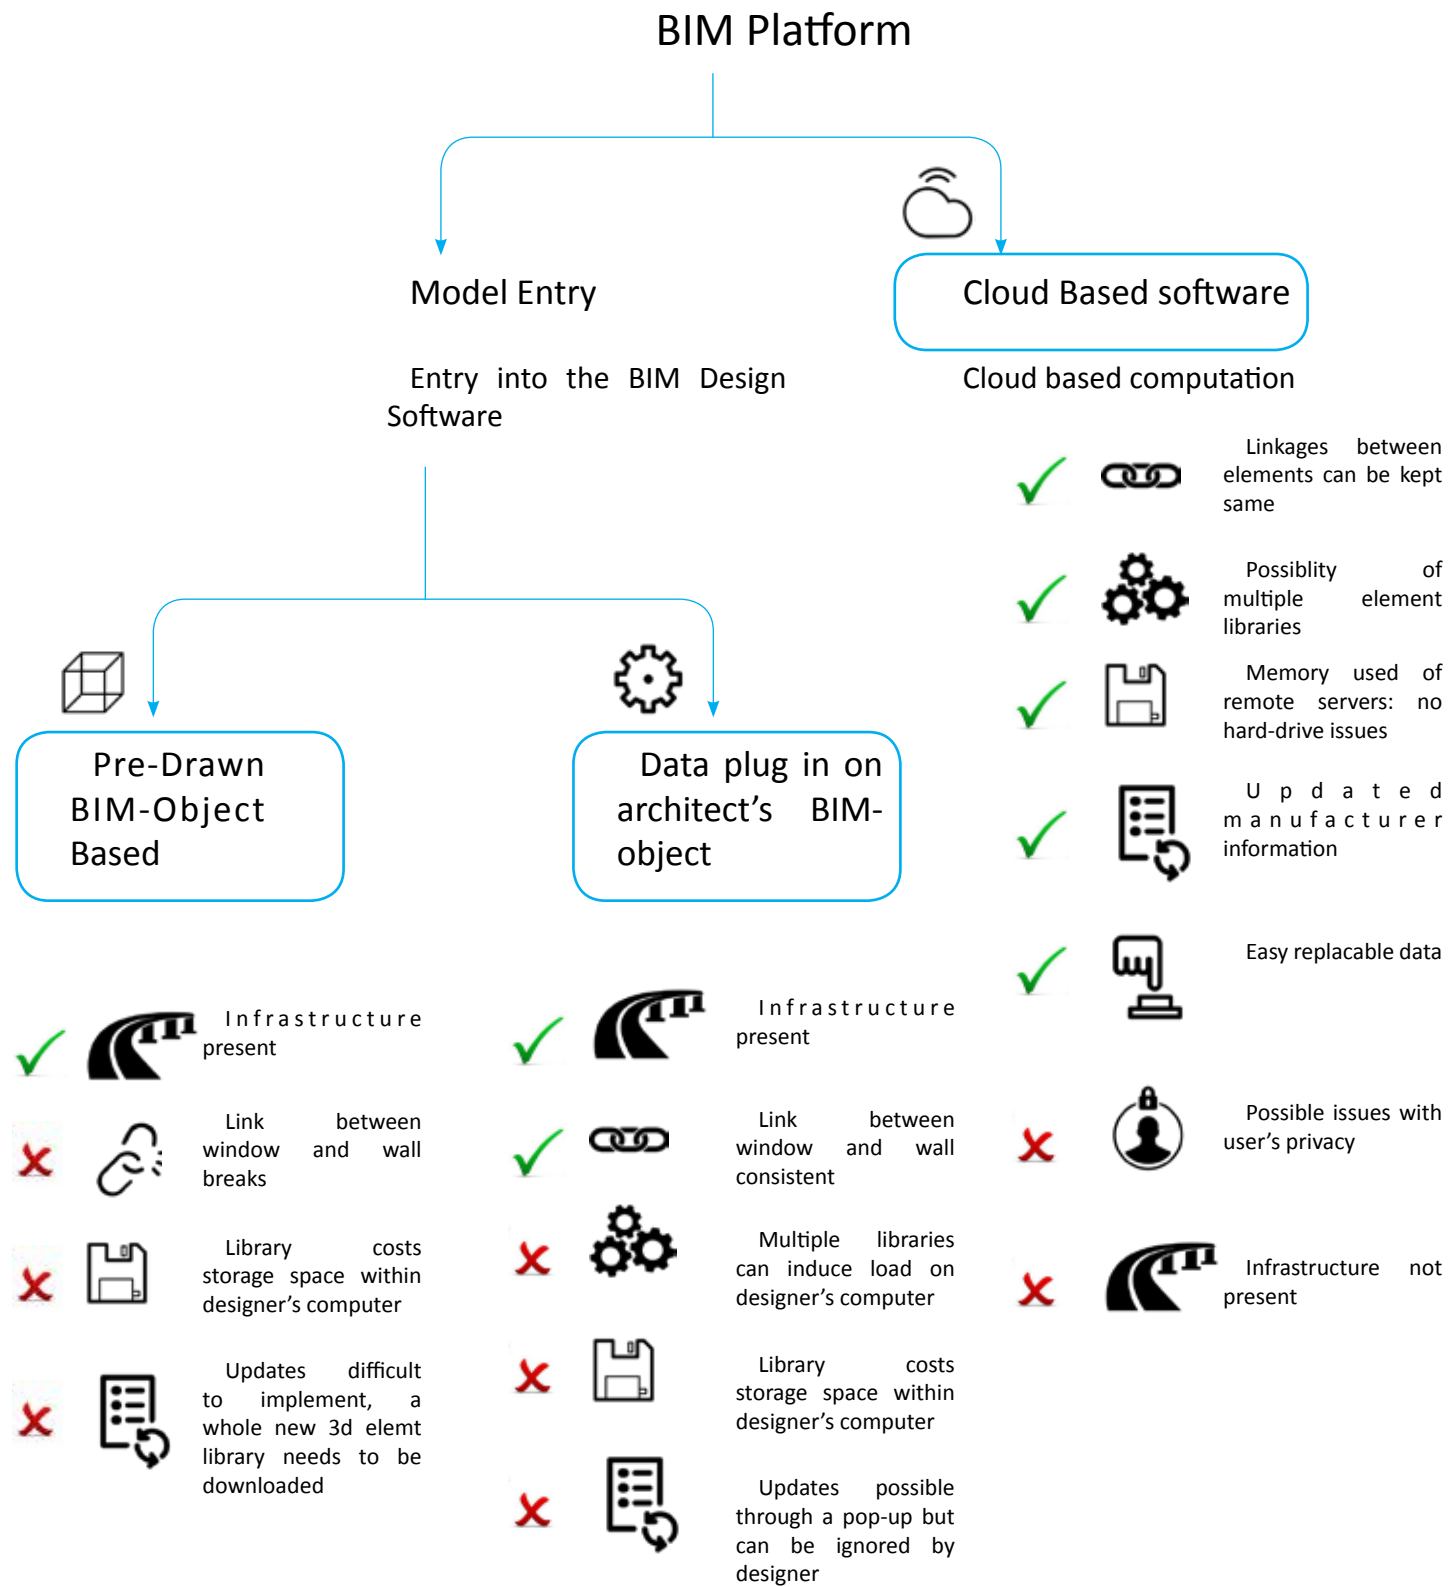 BIM Platform
Model Entry
Entry into the BIM Design
Software
Cloud Based software
Cloud based computation
Linkages between
elements can be kept
same
Possiblity of
multiple element
libraries
Memory used of
remote servers: no
hard-drive issues
Updated
manufacturer
information
Easy replacable data
Possible issues with
user's privacy
Infrastructure not
present
Pre-Drawn
BIM-Object
Based
Infrastructure
present
Link between
window and wall
breaks
Library costs
storage space within
designer's computer
Updates difficult
to implement, a
whole new 3d elemt
library needs to be
downloaded
Data plug in on
architect's BIM-
object
Infrastructure
present
Link between
window and wall
consistent
Multiple libraries
can induce load on
designer's computer
Library costs
storage space within
designer's computer
Updates possible
through a pop-up but
can be ignored by
designer